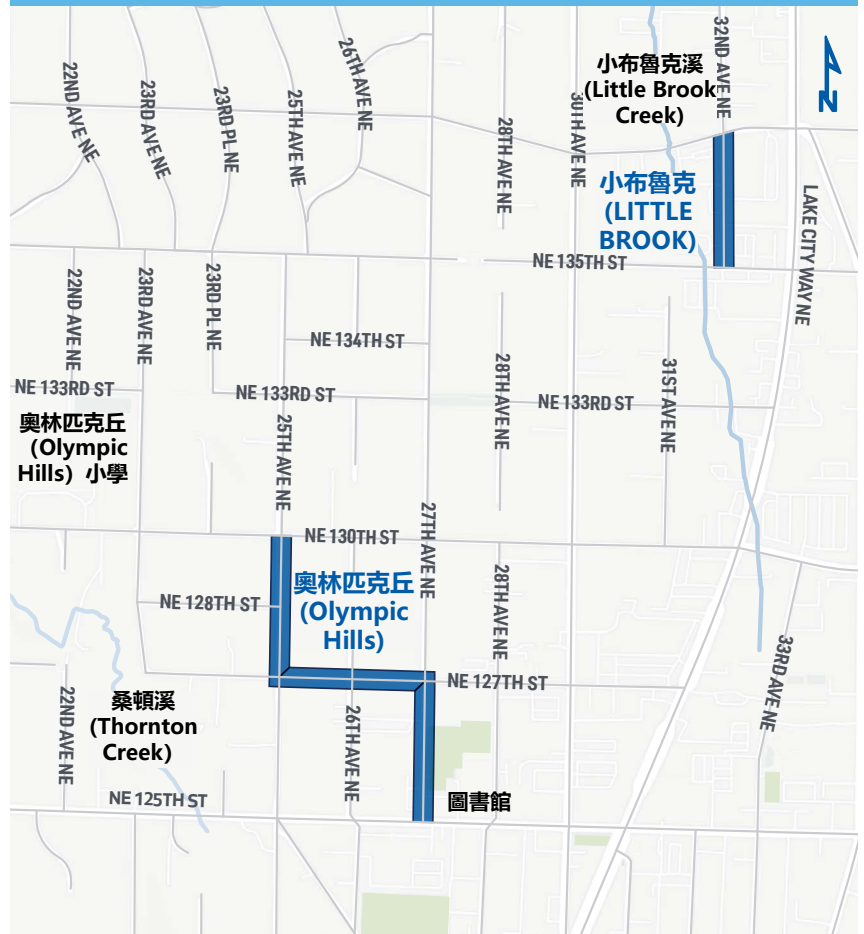 22ND AVE NE
23RD AVE NE
23RD PL NE
25TH AVE NE
26TH AVE NE
28TH AVE NE
30TH AVE NE
小布魯克溪
(Little Brook
Creek)
32ND AVE NE
N
小布魯克
(LITTLE
BROOK)
LAKE CITY WAY NE
NE 135TH ST
22ND AVE NE
23RD AVE NE
23RD PL NE
NE 134TH ST
28TH AVE NE
31ST AVE NE
NE 133RD ST
NE 133RD ST
NE 133RD ST
奧林匹克丘
(Olympic
Hills) 小學
25TH AVE NE
27TH AVE NE
NE 130TH ST
奧林匹克丘
(Olympic
Hills)
28TH AVE NE
NE 128TH ST
33RD AVE NE
NE 127TH ST
22ND AVE NE
桑頓溪
(Thornton
Creek)
26TH AVE NE
NE 125TH ST
圖書館